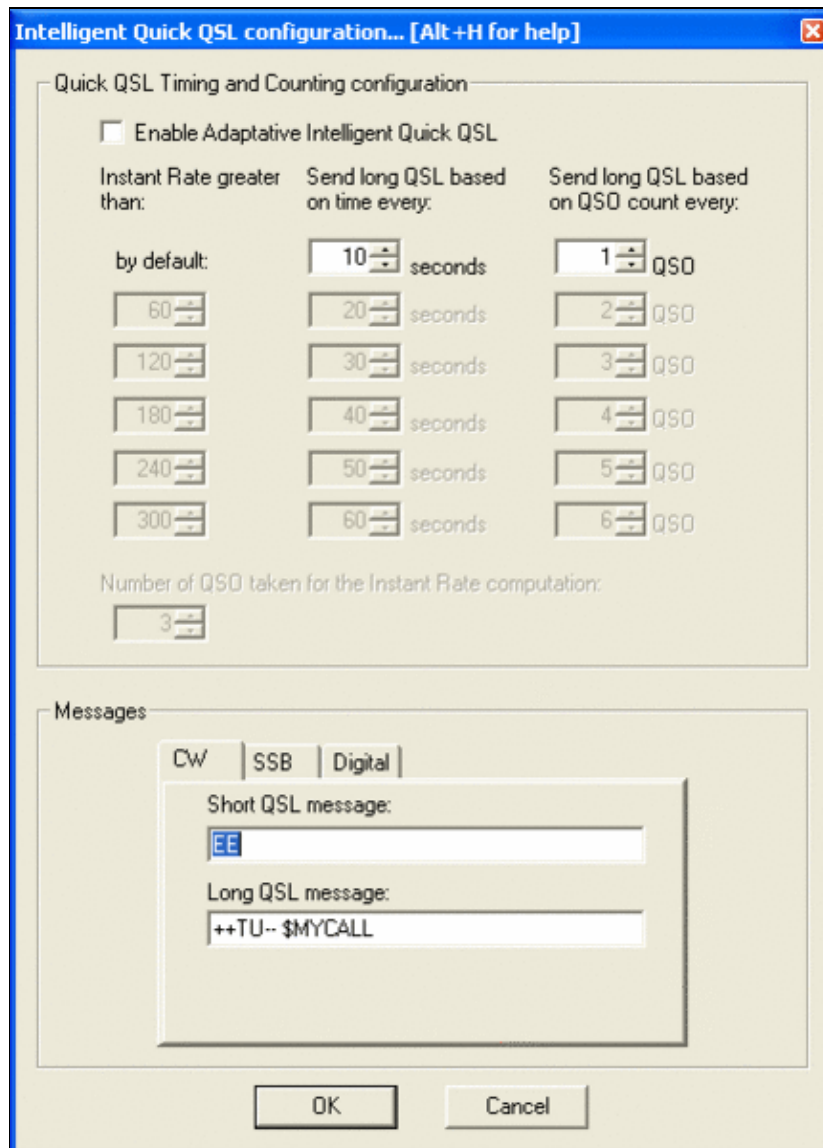 Intelligent Quick QSL configuration... [Alt+H for help]
Quick QSL Timing and Counting configuration
Enable Adaptative Intelligent Quick QSL
Instant Rate greater than:
Send long QSL based on time every:
Send long QSL based on QSO count every:
by default: 10 seconds 1 QSO
60 20 seconds 2 QSO
120 30 seconds 3 QSO
180 40 seconds 4 QSO
240 50 seconds 5 QSO
300 60 seconds 6 QSO
Number of QSO taken for the Instant Rate computation:
3
Messages
CW SSB Digital
Short QSL message:
EE
Long QSL message:
++TU-- $MYCALL
OK Cancel